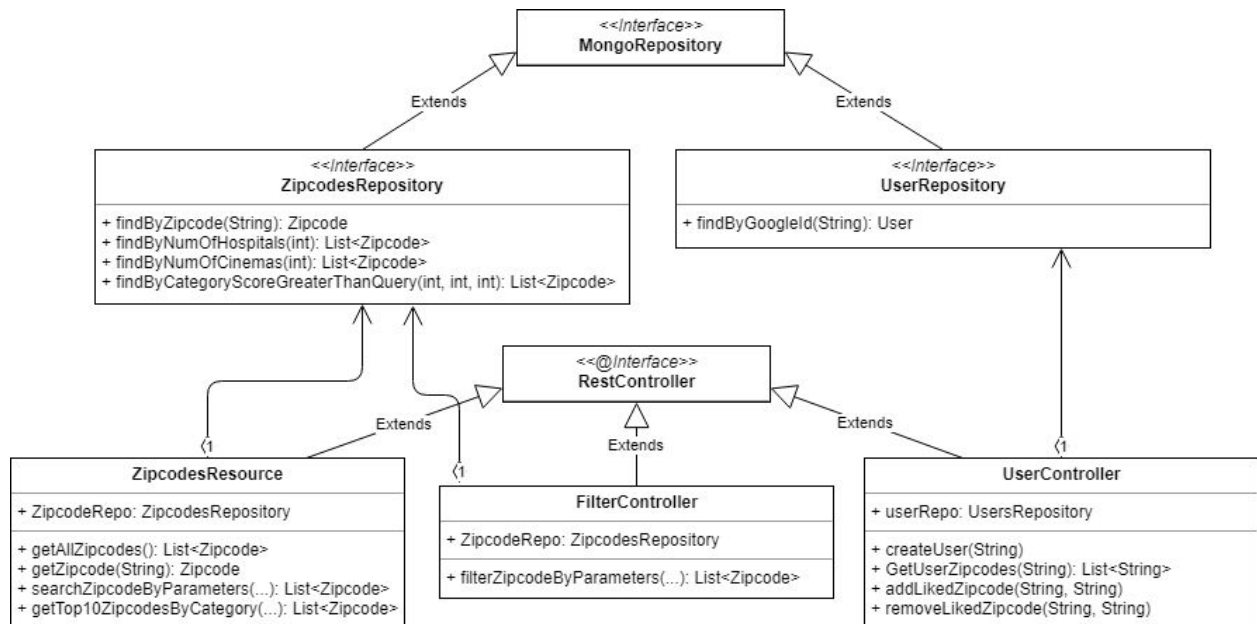 <<Interface>>
MongoRepository
Extends
Extends
<<Interface>>
ZipcodesRepository
+ findByZipcode(String): Zipcode
+ findByNumOfHospitals(int): List<Zipcode>
+ findByNumOfCinemas(int): List<Zipcode>
+ findByCategoryScoreGreaterThanQuery(int, int, int): List<Zipcode>
<<Interface>>
UserRepository
+ findByGoogleId(String): User
<<@Interface>>
RestController
Extends
Extends
Extends
1
1
1
ZipcodesResource
+ ZipcodeRepo: ZipcodesRepository
+ getAllZipcodes(): List<Zipcode>
+ getZipcode(String): Zipcode
+ searchZipcodeByParameters(...): List<Zipcode>
+ getTop10ZipcodesByCategory(...): List<Zipcode>
FilterController
+ ZipcodeRepo: ZipcodesRepository
+ filterZipcodeByParameters(...): List<Zipcode>
UserController
+ userRepo: UsersRepository
+ createUser(String)
+ GetUserZipcodes(String): List<String>
+ addLikedZipcode(String, String)
+ removeLikedZipcode(String, String)